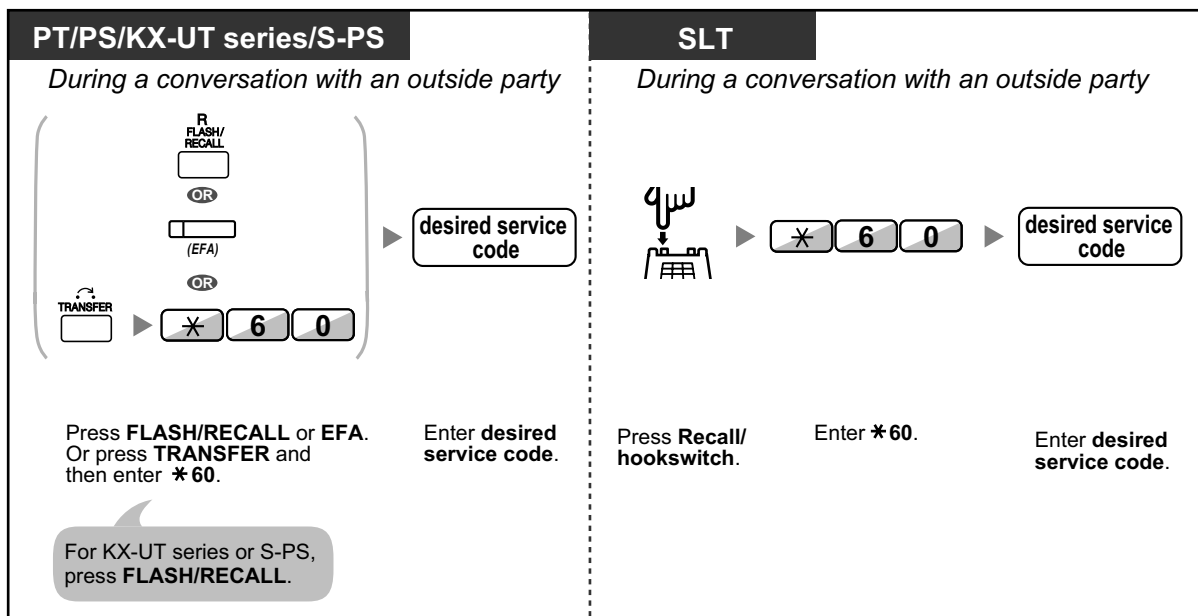 PT/PS/KX-UT series/S-PS
During a conversation with an outside party
R
FLASH/
RECALL
OR
(EFA)
OR
TRANSFER
* 6 0
desired service
code
Press FLASH/RECALL or EFA.
Or press TRANSFER and
then enter *60.
Enter desired
service code.
For KX-UT series or S-PS,
press FLASH/RECALL.
SLT
During a conversation with an outside party
* 6 0
desired service
code
Press Recall/
hookswitch.
Enter *60.
Enter desired
service code.